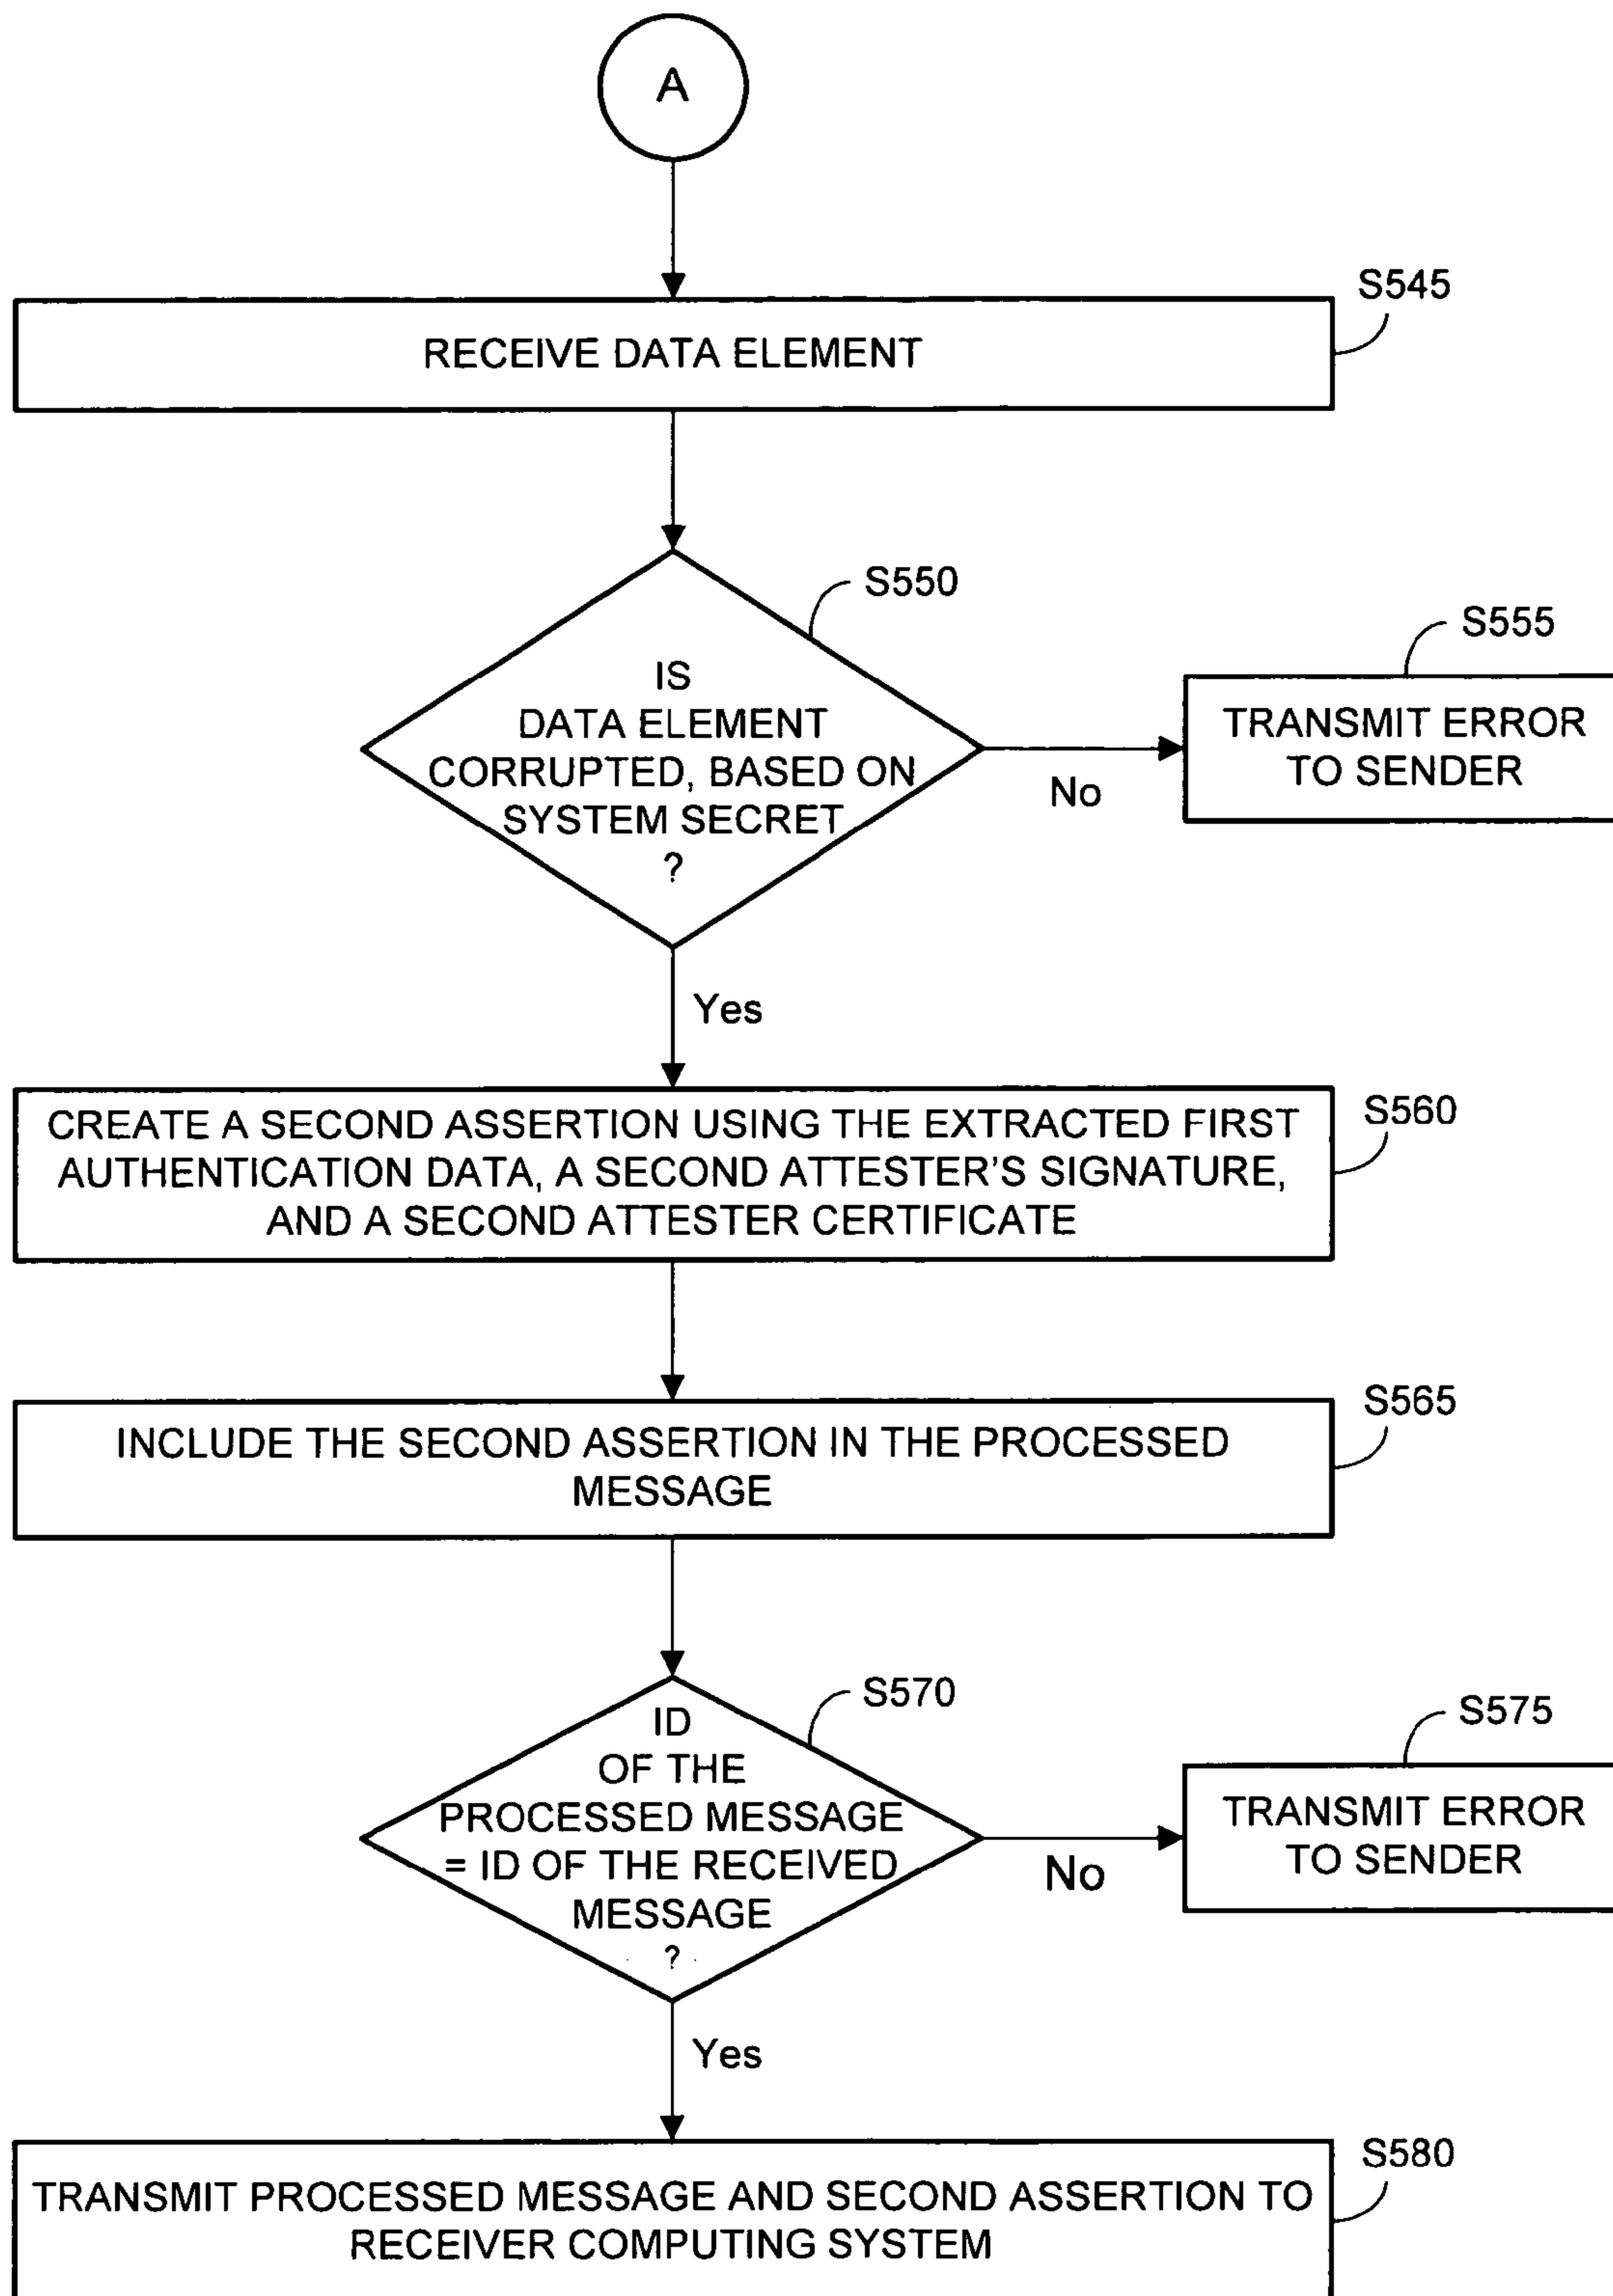 A
S545
RECEIVE DATA ELEMENT
S550
IS
DATA ELEMENT
CORRUPTED, BASED ON
SYSTEM SECRET
?
S555
TRANSMIT ERROR
TO SENDER
No
Yes
S560
CREATE A SECOND ASSERTION USING THE EXTRACTED FIRST
AUTHENTICATION DATA, A SECOND ATTESTER'S SIGNATURE,
AND A SECOND ATTESTER CERTIFICATE
S565
INCLUDE THE SECOND ASSERTION IN THE PROCESSED
MESSAGE
S570
ID
OF THE
PROCESSED MESSAGE
= ID OF THE RECEIVED
MESSAGE
?
S575
TRANSMIT ERROR
TO SENDER
No
Yes
S580
TRANSMIT PROCESSED MESSAGE AND SECOND ASSERTION TO
RECEIVER COMPUTING SYSTEM